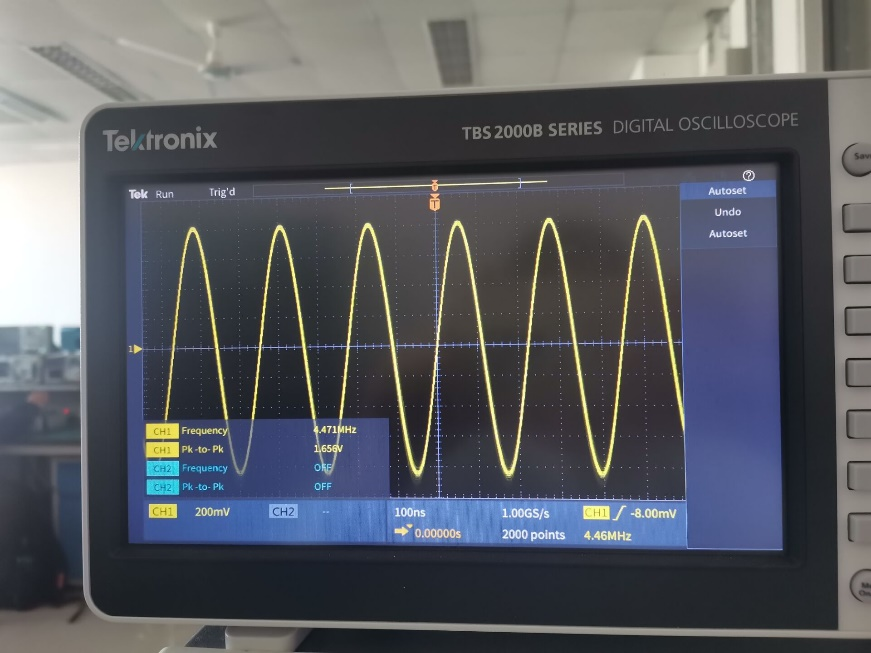 Tektronix
TBS 2000B SERIES DIGITAL OSCILLOSCOPE
Tek Run Trig'd
T
Autoset
Undo
Autoset
1
CH1 Frequency 4.471MHz
CH1 Pk-to-Pk 1.656V
CH2 Frequency OFF
CH2 Pk-to-Pk OFF
CH1 200mV CH2 -- 100ns 1.00GS/s CH1 -8.00mV
0.00000s 2000 points 4.46MHz